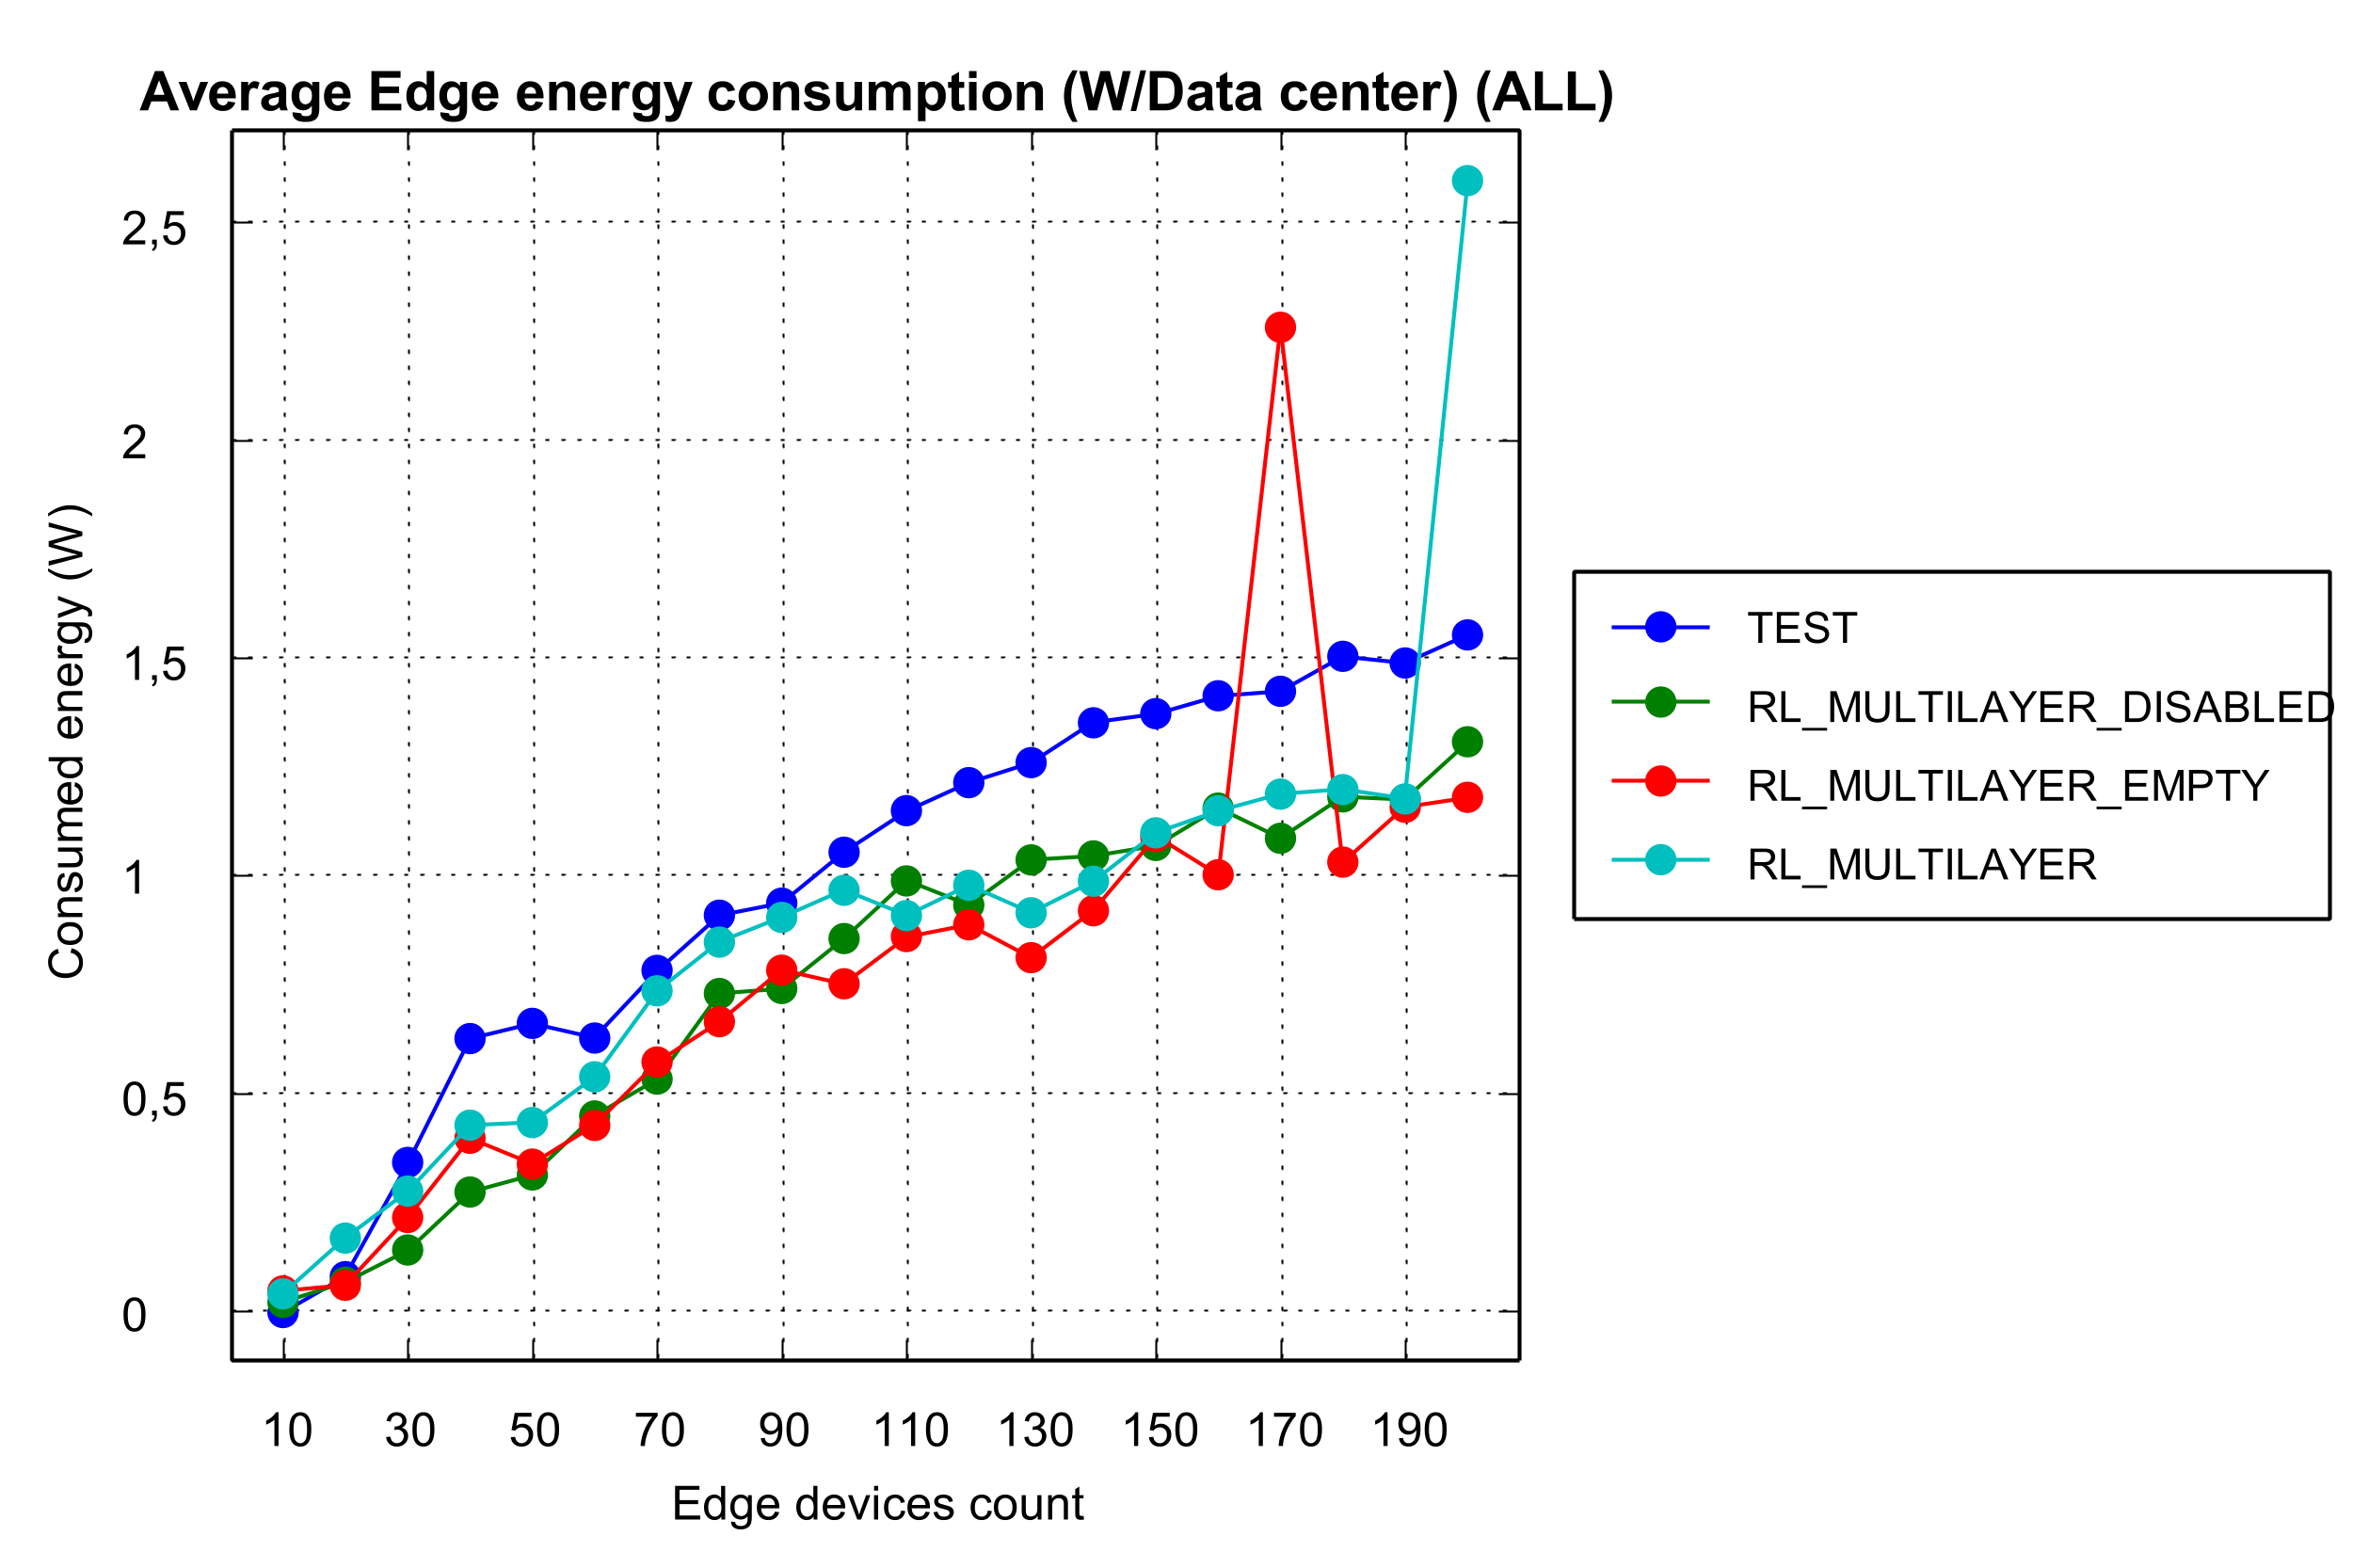 Average Edge energy consumption (W/Data center) (ALL)
2,5
2
1,5
1
0,5
0
Consumed energy (W)
10 30 50 70 90 110 130 150 170 190
Edge devices count
TEST
RL_MULTILAYER_DISABLED
RL_MULTILAYER_EMPTY
RL_MULTILAYER